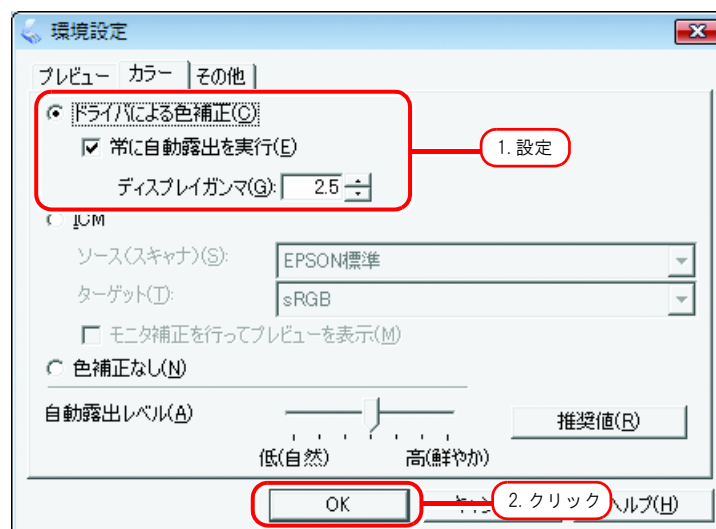 環境設定
プレビュー カラー その他
ドライバによる色補正(C)
常に自動露出を実行(E)
1. 設定
ディスプレイガンマ(G): 2.5
ICM
ソース(スキャナ)(S): EPSON標準
ターゲット(T): sRGB
モニタ補正を行ってプレビューを表示(M)
色補正なし(N)
自動露出レベル(A)
推奨値(R)
低(自然) 高(鮮やか)
OK 2. クリック ヘルプ(H)